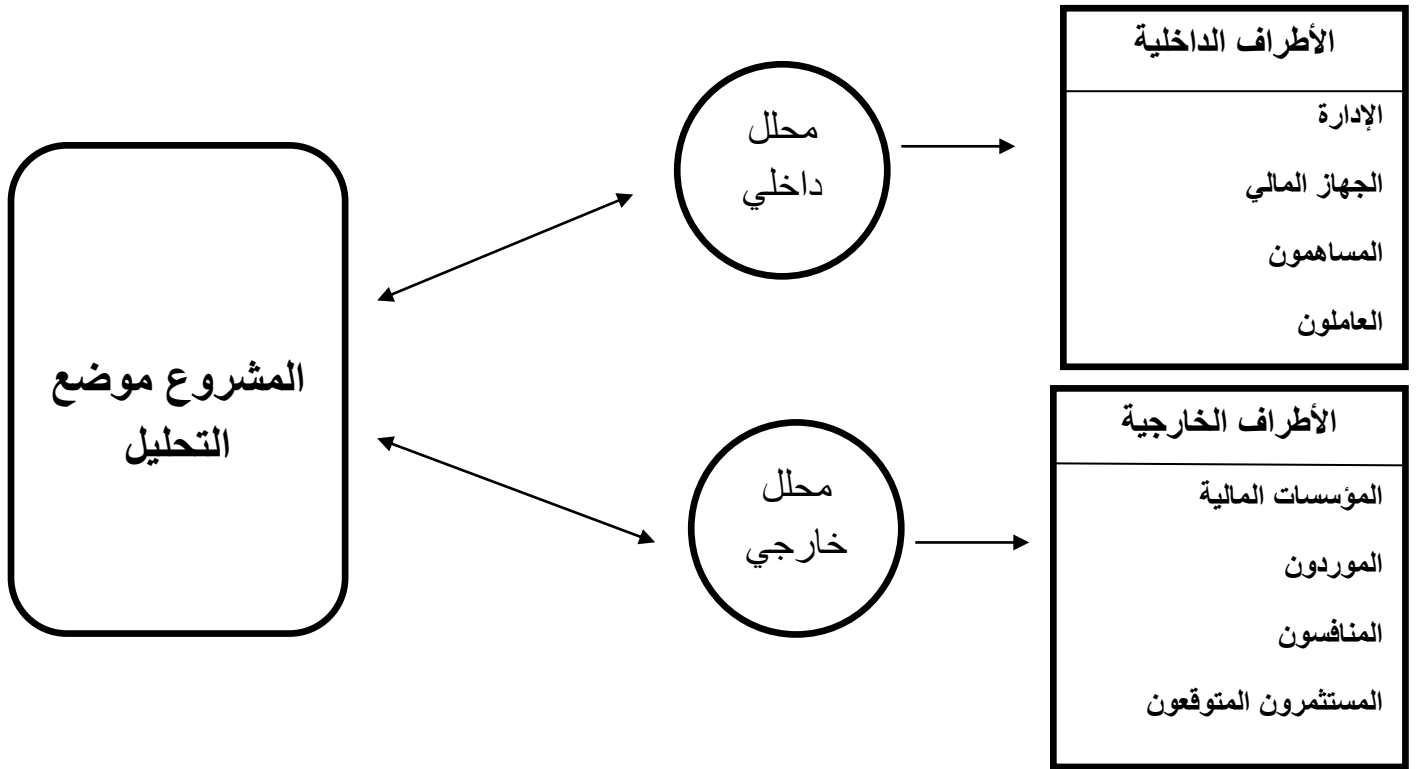 الأطراف الداخلية
الإدارة
الجهاز المالي
المساهمون
العاملون
محلل
داخلي
المشروع موضع
التحليل
محلل
خارجي
الأطراف الخارجية
المؤسسات المالية
الموردون
المنافسون
المستثمرون المتوقعون